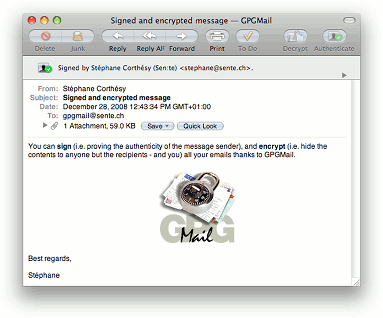 Signed and encrypted message — GPGMail
Delete Junk Reply Reply All Forward Print To Do Decrypt Authenticate
Signed by Stéphane Corthésy (Sen:te) <stephane@sente.ch>.
From: Stéphane Corthésy
Subject: Signed and encrypted message
Date: December 28, 2008 12:43:34 PM GMT+01:00
To: gpgmail@sente.ch
1 Attachment, 59.0 KB Save Quick Look
You can sign (i.e. proving the authenticity of the message sender), and encrypt (i.e. hide the
contents to anyone but the recipients - and you) all your emails thanks to GPGMail.
GPG
Mail
Best regards,
Stéphane